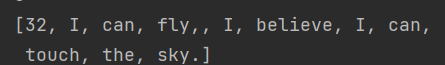 [32, I, can, fly,, I, believe, I, can,
touch, the, sky.]